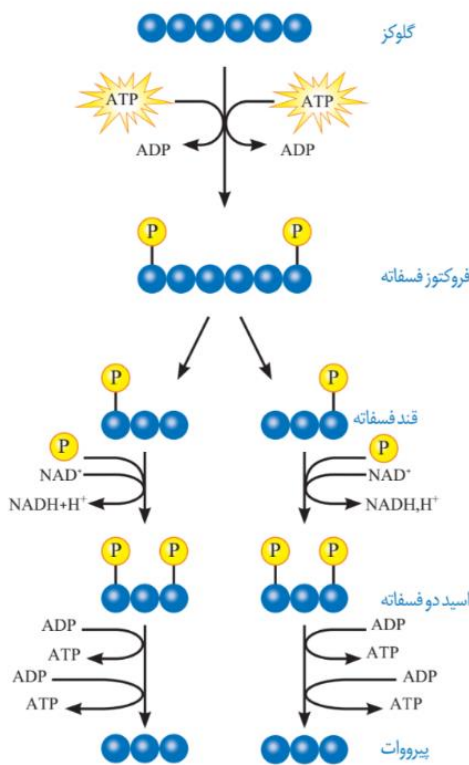 گلوکز
ATP ATP
ADP ADP
P P
فروکتوز فسفاته
P P
قند فسفاته
P P
NAD⁺ NAD⁺
NADH+H⁺ NADH,H⁺
P P P P
اسید دو فسفاته
ADP ADP
ATP ATP
ADP ADP
ATP ATP
پیرووات